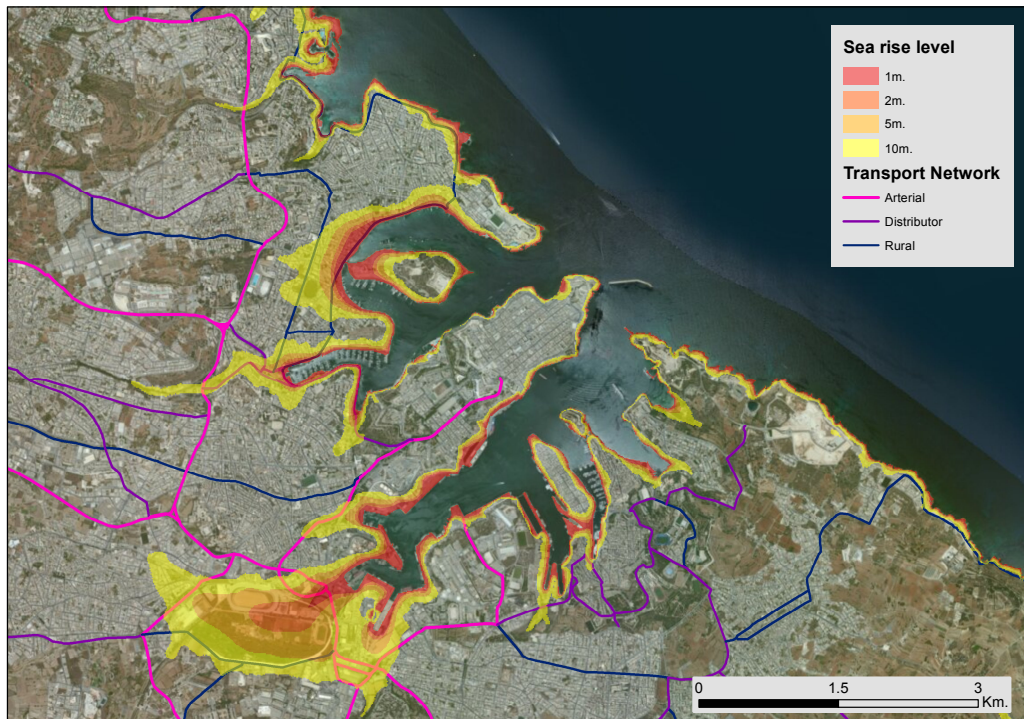 Sea rise level
1m.
2m.
5m.
10m.
Transport Network
Arterial
Distributor
Rural
0 1.5 3
Km.